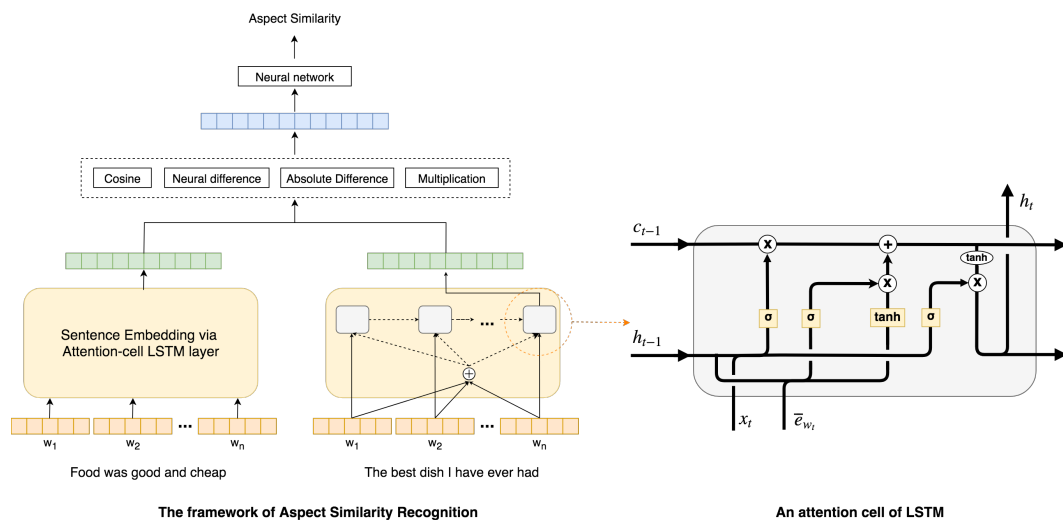 Aspect Similarity
Neural network
Cosine
Neural difference
Absolute Difference
Multiplication
Sentence Embedding via
Attention-cell LSTM layer
...
+
w1
w2
...
wn
w1
w2
...
wn
Food was good and cheap
The best dish I have ever had
The framework of Aspect Similarity Recognition
h_t
c_{t-1}
x
+
tanh
x
x
σ
σ
tanh
σ
h_{t-1}
x_t
e̅_{w_t}
An attention cell of LSTM